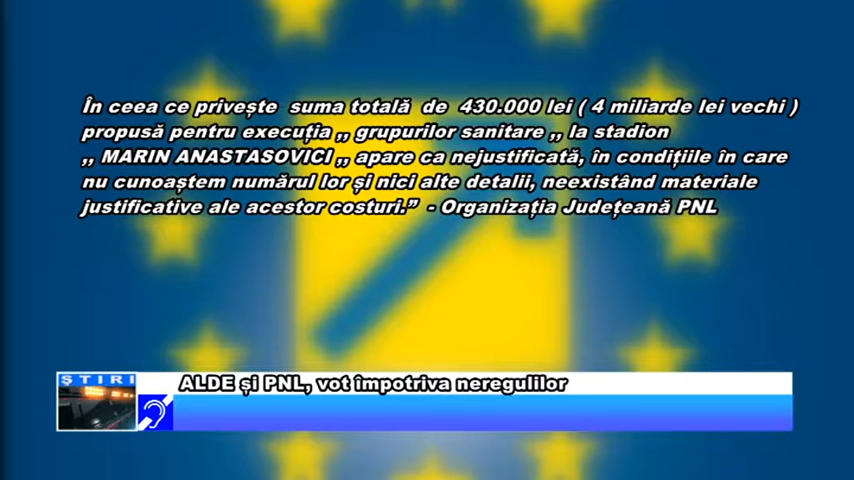 În ceea ce privește suma totală de 430.000 lei ( 4 miliarde lei vechi )
propusă pentru execuția ,, grupurilor sanitare ,, la stadion
,, MARIN ANASTASOVICI ,, apare ca nejustificată, în condițiile în care
nu cunoaștem numărul lor și nici alte detalii, neexistând materiale
justificative ale acestor costuri.” - Organizația Județeană PNL
ȘTIRI
ALDE și PNL, vot împotriva neregulilor